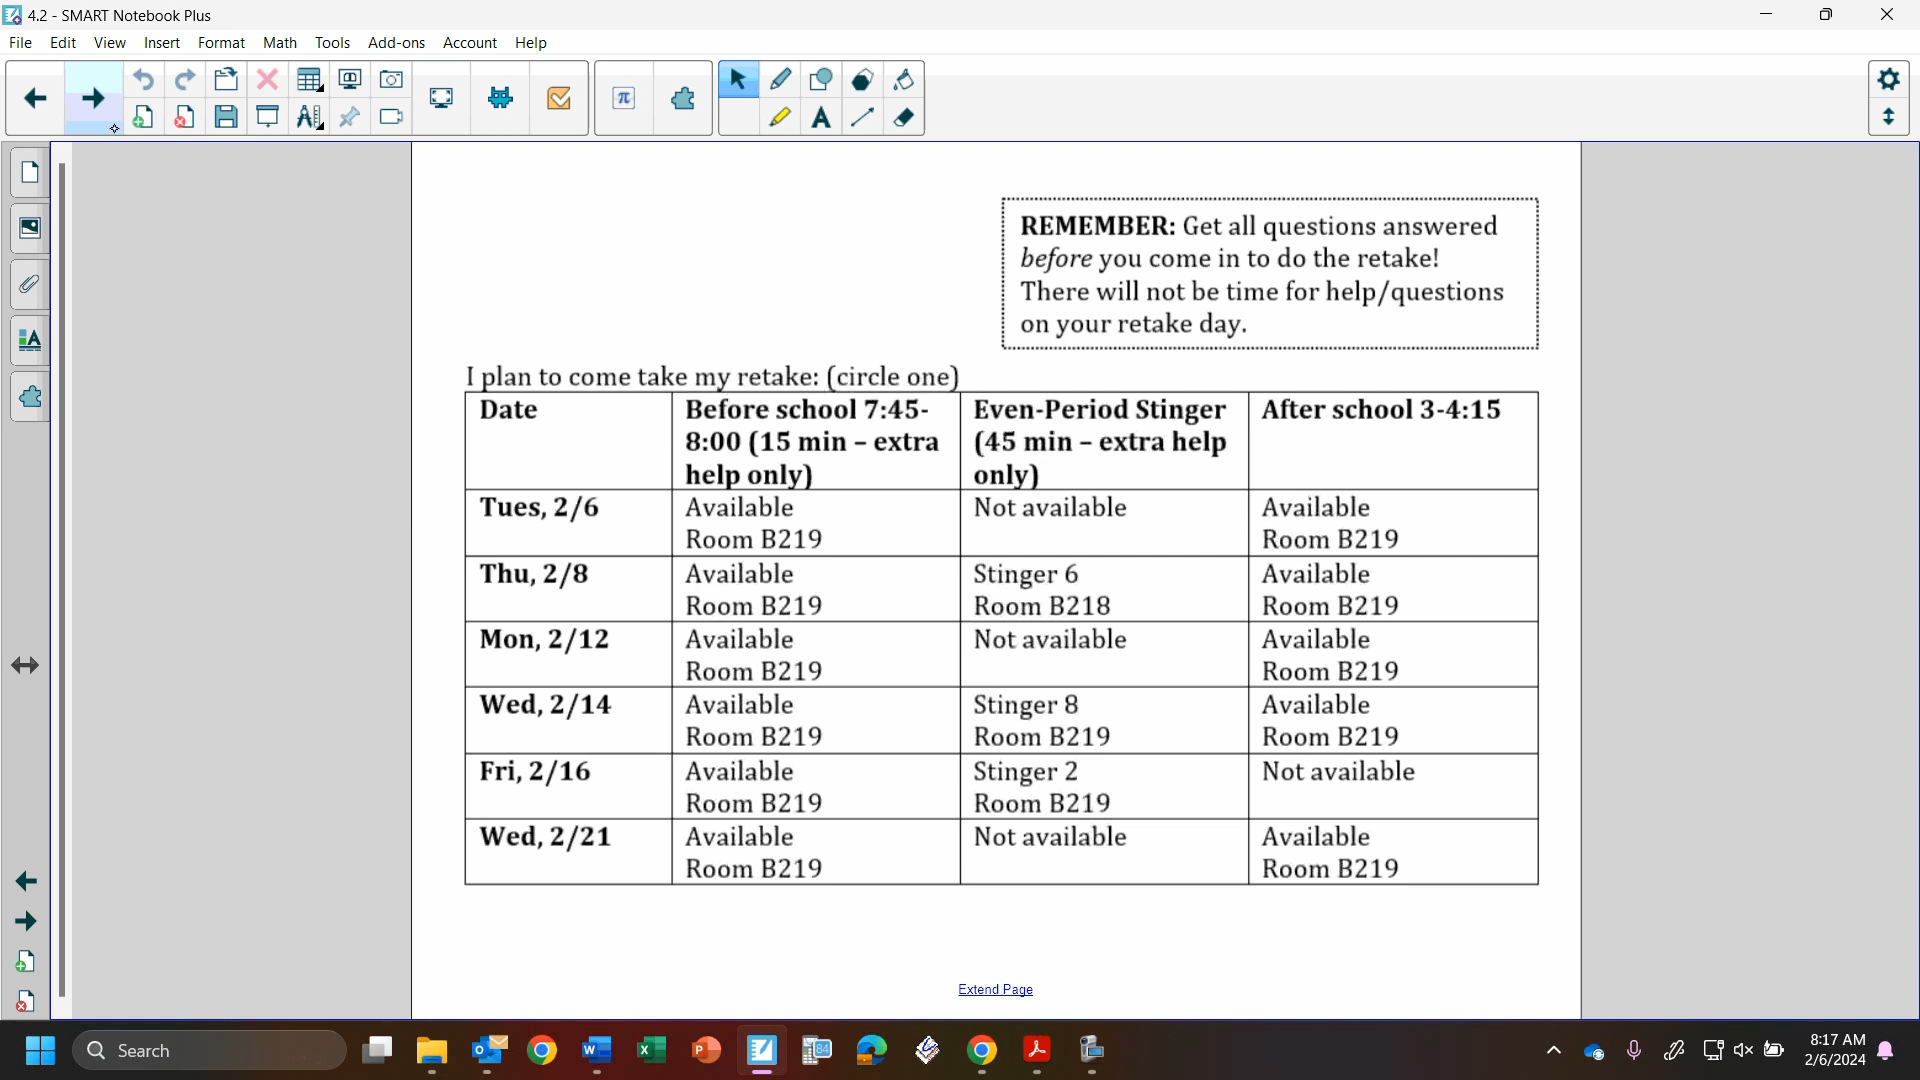 4.2 - SMART Notebook Plus
File Edit View Insert Format Math Tools Add-ons Account Help
REMEMBER: Get all questions answered
before you come in to do the retake!
There will not be time for help/questions
on your retake day.
I plan to come take my retake: (circle one)
Date
Before school 7:45-
8:00 (15 min – extra
help only)
Even-Period Stinger
(45 min – extra help
only)
After school 3-4:15
Tues, 2/6
Available
Room B219
Not available
Available
Room B219
Thu, 2/8
Available
Room B219
Stinger 6
Room B218
Available
Room B219
Mon, 2/12
Available
Room B219
Not available
Available
Room B219
Wed, 2/14
Available
Room B219
Stinger 8
Room B219
Available
Room B219
Fri, 2/16
Available
Room B219
Stinger 2
Room B219
Not available
Wed, 2/21
Available
Room B219
Not available
Available
Room B219
Extend Page
Search
84
8:17 AM
2/6/2024